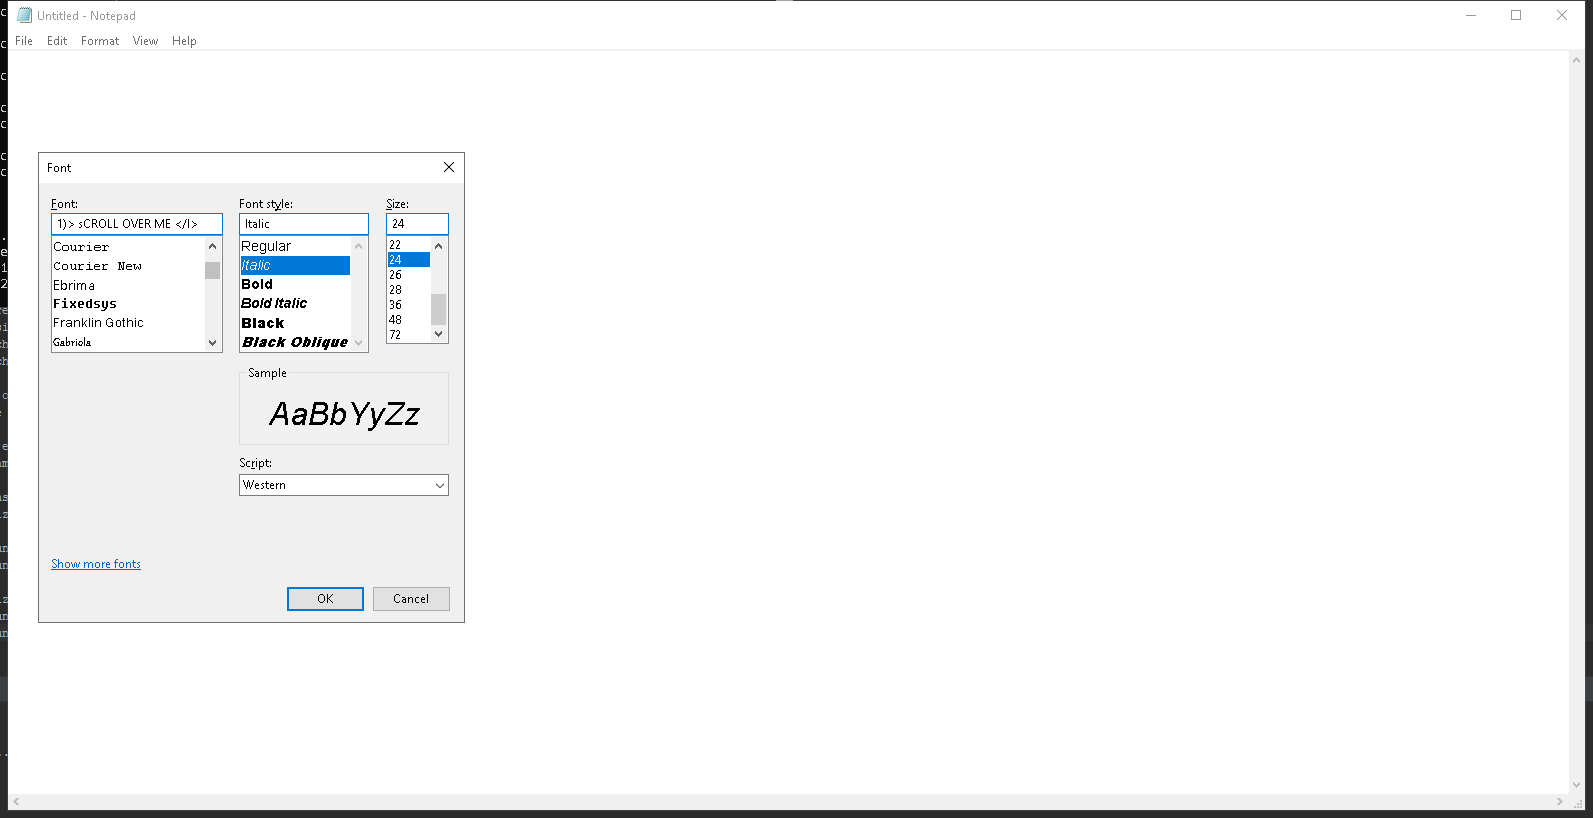 Untitled - Notepad
File Edit Format View Help
Font
Font:
1)> sCROLL OVER ME </I>
Courier
Courier New
Ebrima
Fixedsys
Franklin Gothic
Gabriola
Font style:
Italic
Regular
Italic
Bold
Bold Italic
Black
Black Oblique
Size:
24
22
24
26
28
36
48
72
Sample
AaBbYyZz
Script:
Western
Show more fonts
OK
Cancel